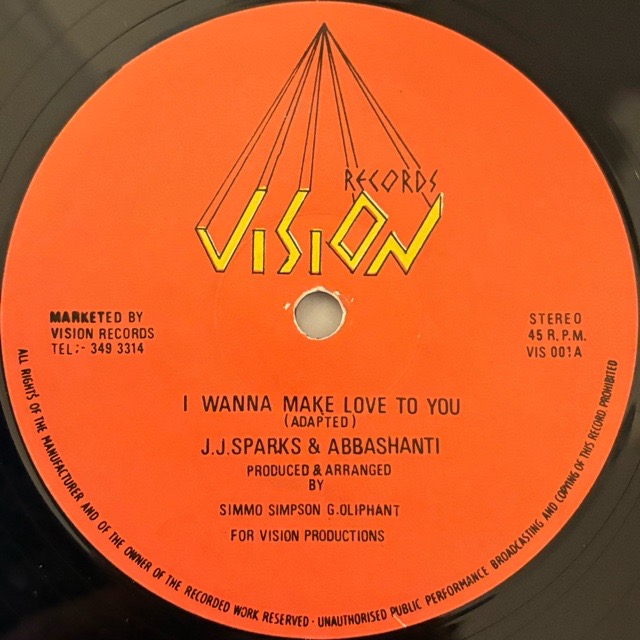 RECORDS
VISION
MARKETED BY
VISION RECORDS
TEL:- 349 3314
STEREO
45 R.P.M.
VIS 001A
I WANNA MAKE LOVE TO YOU
(ADAPTED)
J.J.SPARKS & ABBASHANTI
PRODUCED & ARRANGED
BY
SIMMO SIMPSON G.OLIPHANT
FOR VISION PRODUCTIONS
ALL RIGHTS OF THE MANUFACTURER AND OF THE OWNER OF THE RECORDED WORK RESERVED · UNAUTHORISED PUBLIC PERFORMANCE BROADCASTING AND COPYING OF THIS RECORD PROHIBITED